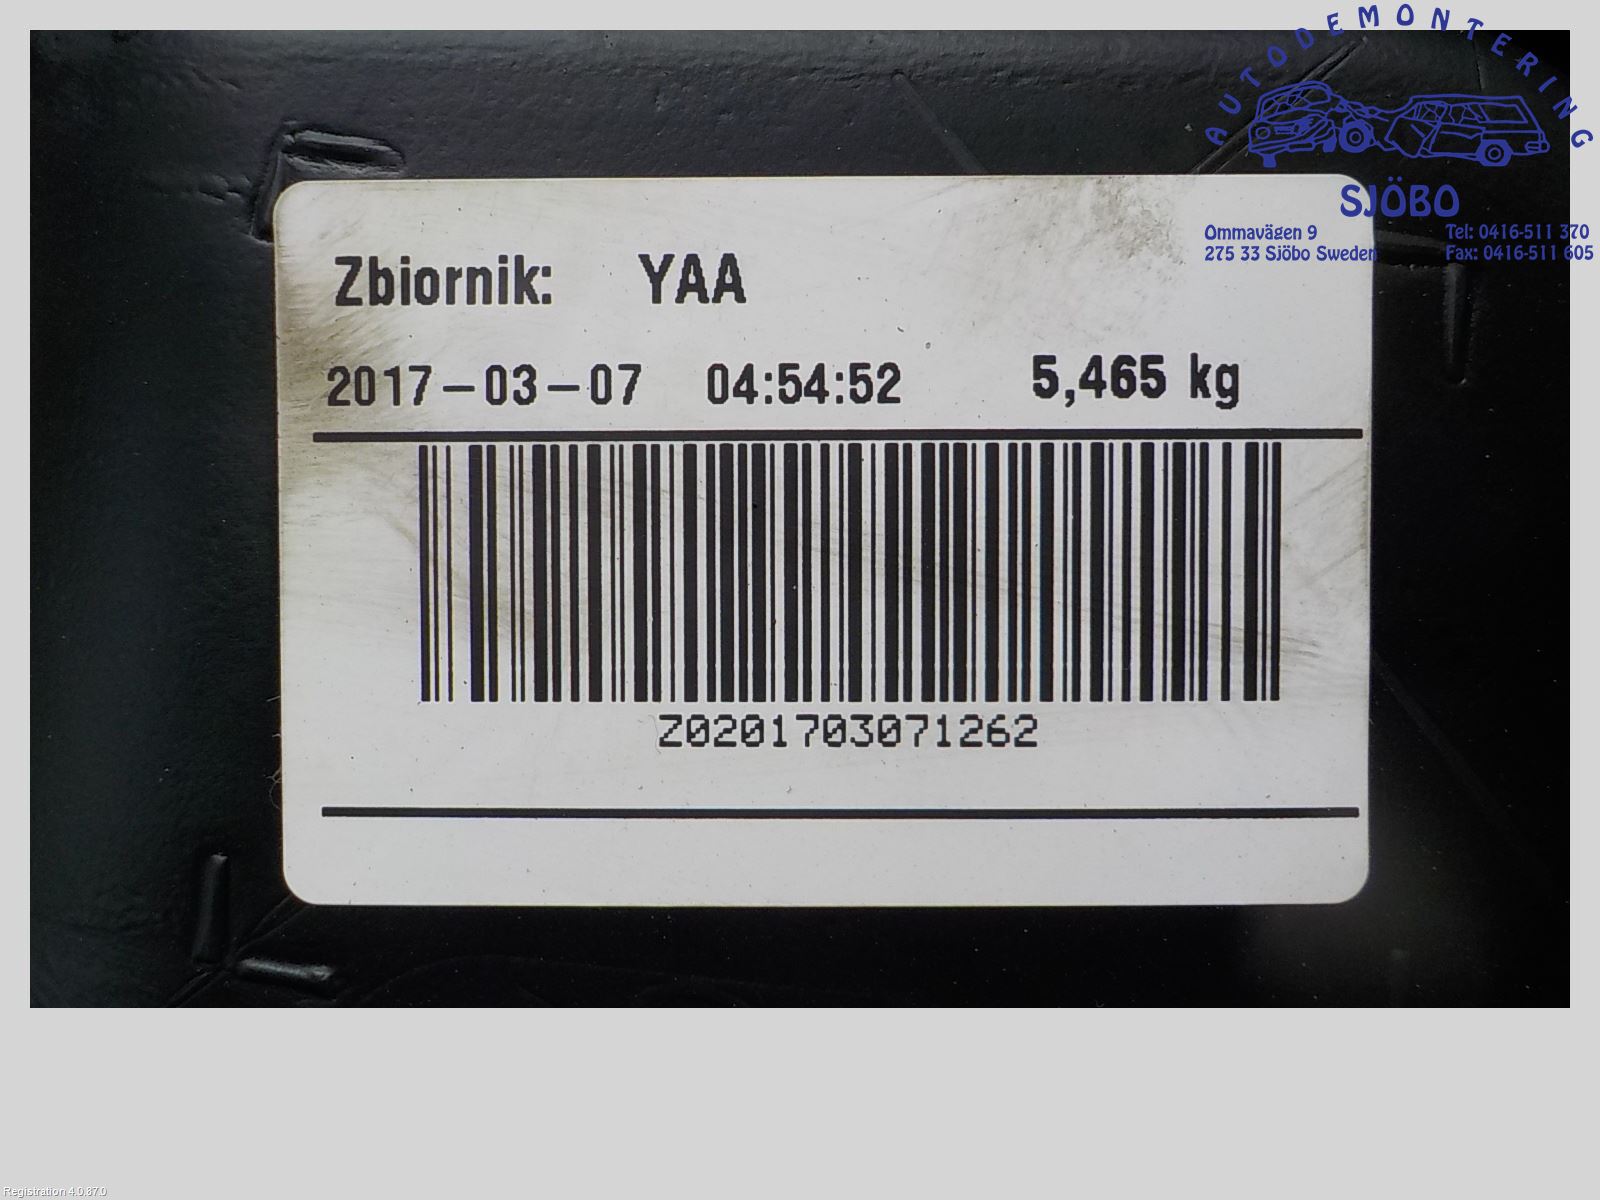 AUTODEMONTERING
SJÖBO
Ommavägen 9 Tel: 0416-511 370
275 33 Sjöbo Sweden Fax: 0416-511 605
Zbiornik: YAA
2017-03-07 04:54:52 5,465 kg
Z0201703071262
Registration 4.0.87.0